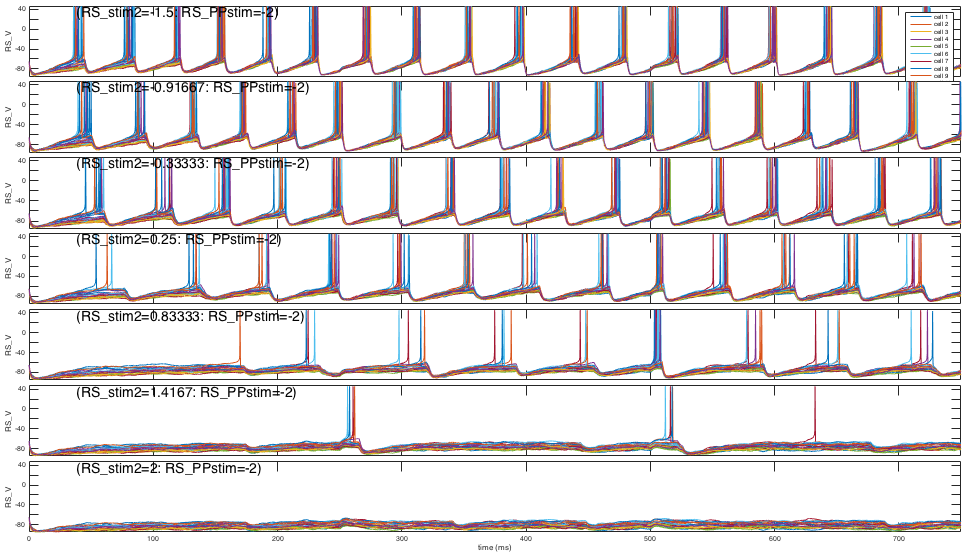 (RS_stim2=-1.5: RS_PPstim=-2)
40
0
-40
-80
RS_V
cell 1
cell 2
cell 3
cell 4
cell 5
cell 6
cell 7
cell 8
cell 9
(RS_stim2=-0.91667: RS_PPstim=-2)
40
0
-40
-80
RS_V
(RS_stim2=-0.33333: RS_PPstim=-2)
40
0
-40
-80
RS_V
(RS_stim2=0.25: RS_PPstim=-2)
40
0
-40
-80
RS_V
(RS_stim2=0.83333: RS_PPstim=-2)
40
0
-40
-80
RS_V
(RS_stim2=1.4167: RS_PPstim=-2)
40
0
-40
-80
RS_V
(RS_stim2=2: RS_PPstim=-2)
40
0
-40
-80
RS_V
0 100 200 300 400 500 600 700
time (ms)